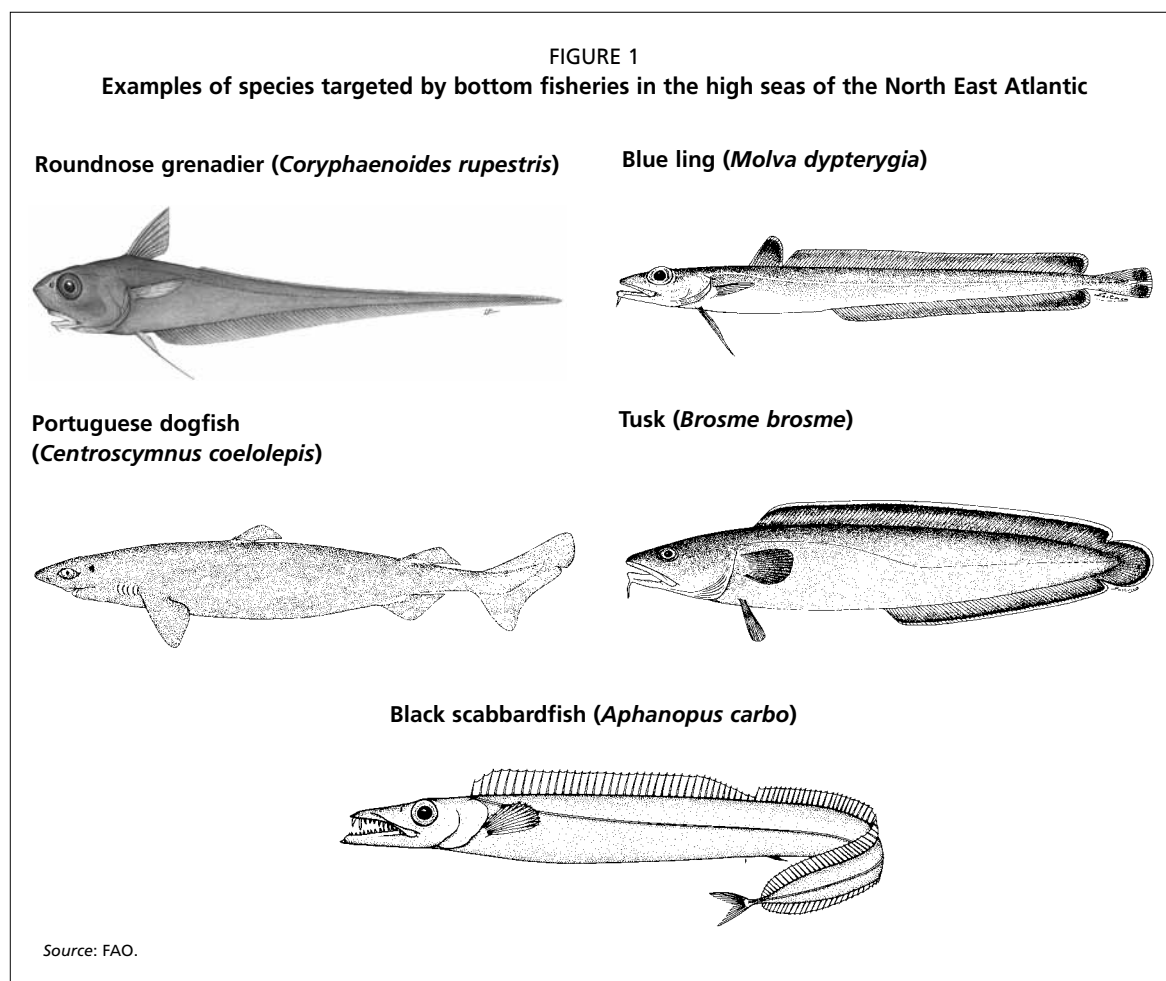 FIGURE 1
Examples of species targeted by bottom fisheries in the high seas of the North East Atlantic
Roundnose grenadier (Coryphaenoides rupestris)
Blue ling (Molva dypterygia)
Portuguese dogfish
(Centroscymnus coelolepis)
Tusk (Brosme brosme)
Black scabbardfish (Aphanopus carbo)
Source: FAO.